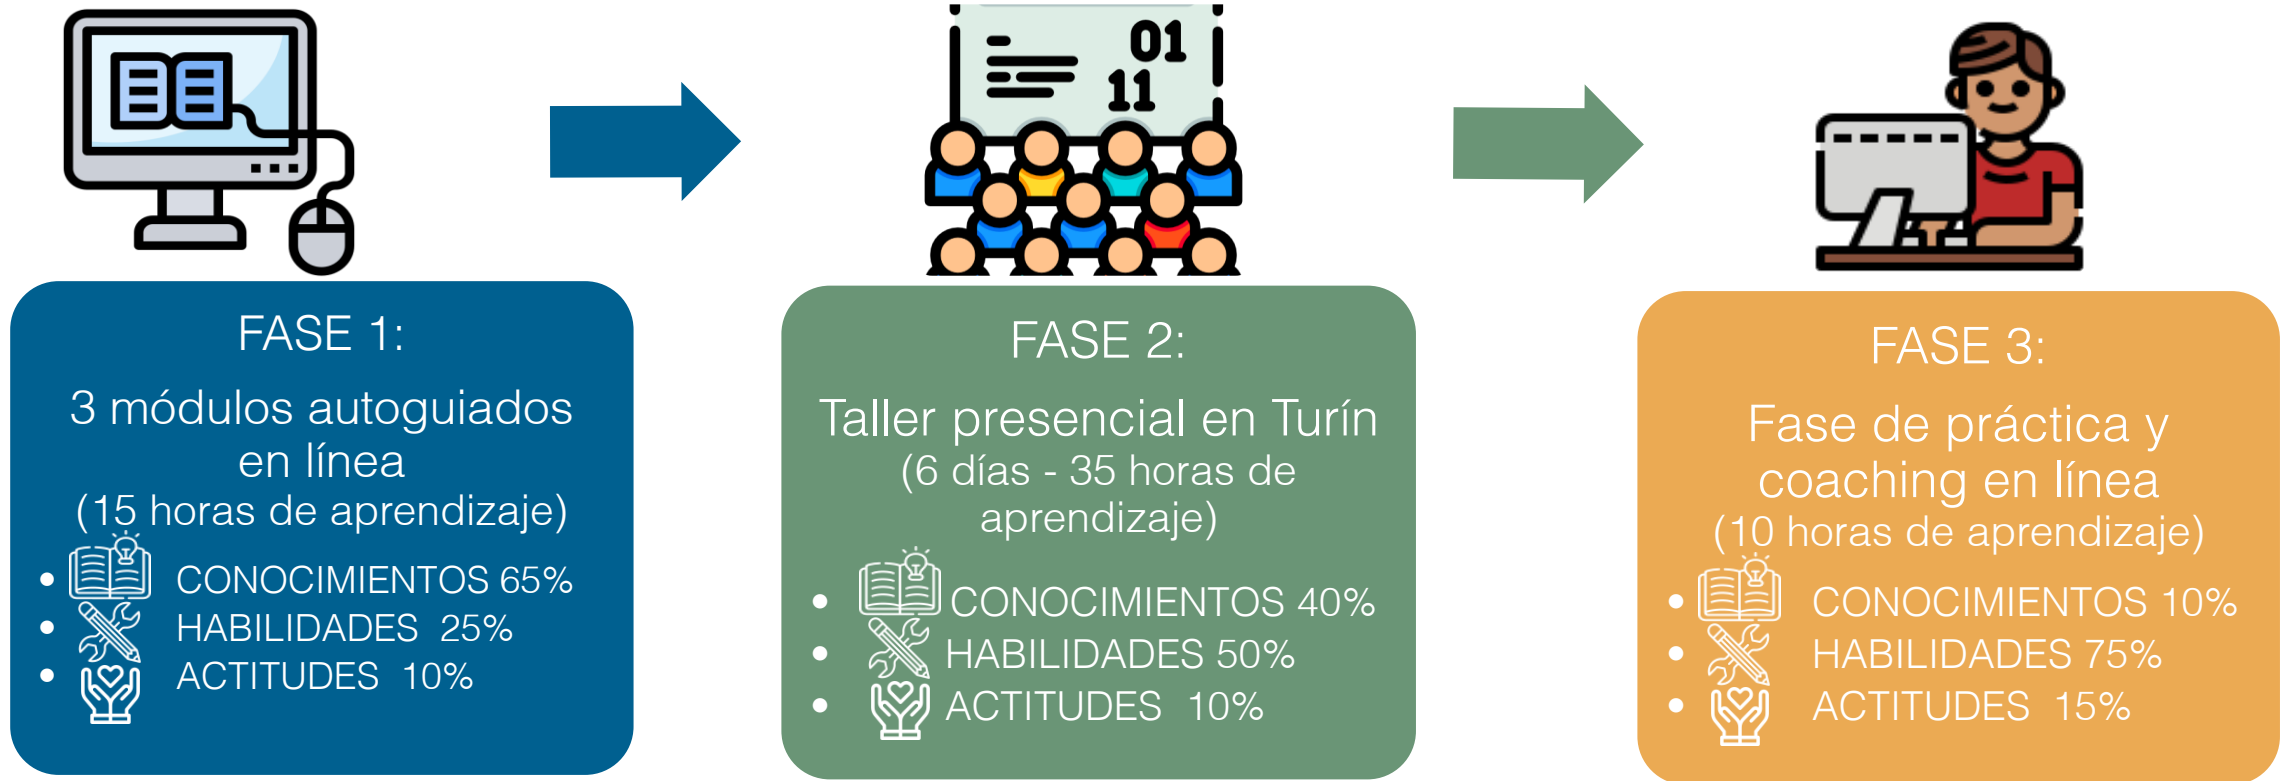 01
11
FASE 1:
3 módulos autoguiados
en línea
(15 horas de aprendizaje)
• CONOCIMIENTOS 65%
• HABILIDADES 25%
• ACTITUDES 10%
FASE 2:
Taller presencial en Turín
(6 días - 35 horas de
aprendizaje)
• CONOCIMIENTOS 40%
• HABILIDADES 50%
• ACTITUDES 10%
FASE 3:
Fase de práctica y
coaching en línea
(10 horas de aprendizaje)
• CONOCIMIENTOS 10%
• HABILIDADES 75%
• ACTITUDES 15%